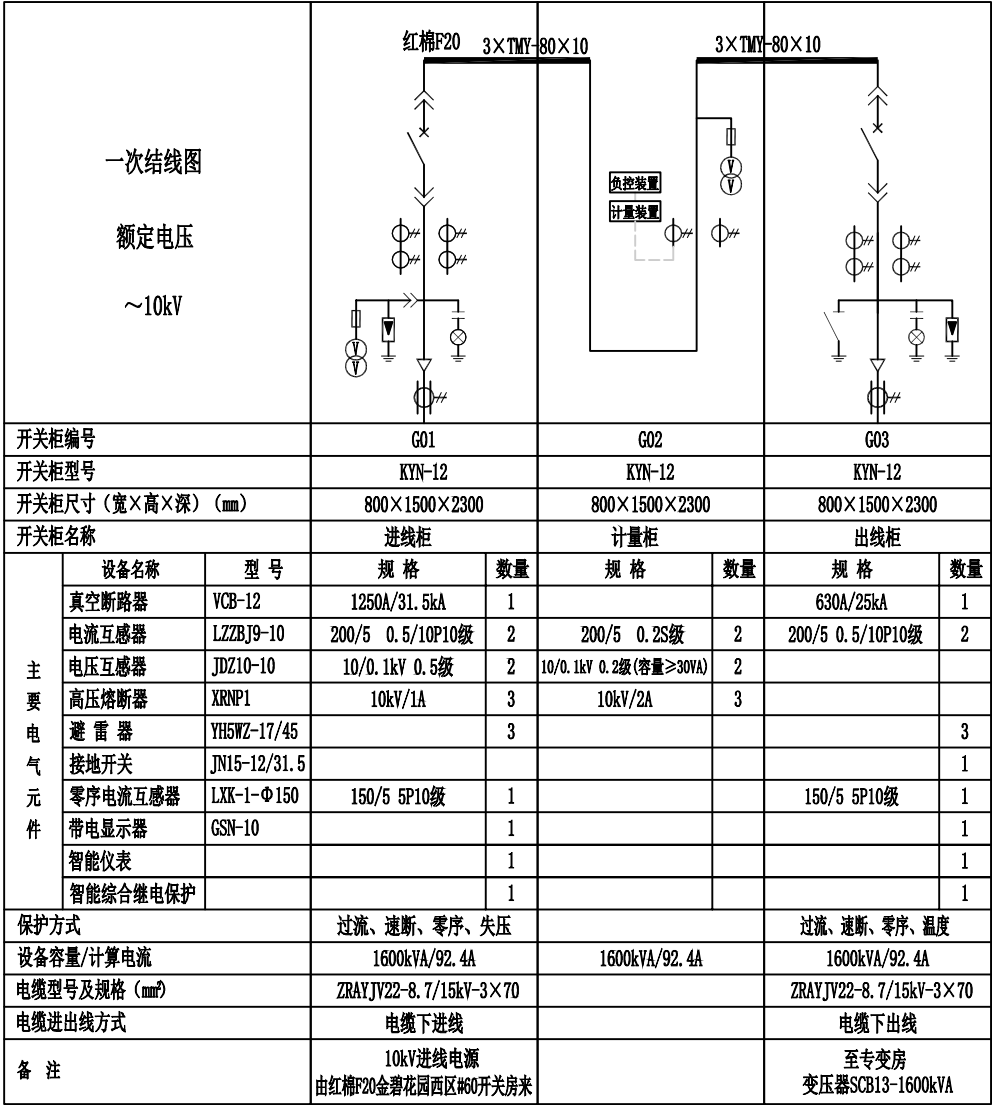 红棉F20 3×TMY-80×10 3×TMY-80×10
一次结线图
额定电压
～10kV
负控装置
计量装置
V
V
V
V
开关柜编号 G01 G02 G03
开关柜型号 KYN-12 KYN-12 KYN-12
开关柜尺寸（宽×高×深）(mm) 800×1500×2300 800×1500×2300 800×1500×2300
开关柜名称 进线柜 计量柜 出线柜
主要电气元件
设备名称 型 号 规 格 数量 规 格 数量 规 格 数量
真空断路器 VCB-12 1250A/31.5kA 1 630A/25kA 1
电流互感器 LZZBJ9-10 200/5 0.5/10P10级 2 200/5 0.2S级 2 200/5 0.5/10P10级 2
电压互感器 JDZ10-10 10/0.1kV 0.5级 2 10/0.1kV 0.2级(容量≥30VA) 2
高压熔断器 XRNP1 10kV/1A 3 10kV/2A 3
避 雷 器 YH5WZ-17/45 3 3
接地开关 JN15-12/31.5 1
零序电流互感器 LXK-1-Φ150 150/5 5P10级 1 150/5 5P10级 1
带电显示器 GSN-10 1 1
智能仪表 1 1
智能综合继电保护 1 1
保护方式 过流、速断、零序、失压 过流、速断、零序、温度
设备容量/计算电流 1600kVA/92.4A 1600kVA/92.4A 1600kVA/92.4A
电缆型号及规格（mm²） ZRAYJV22-8.7/15kV-3×70 ZRAYJV22-8.7/15kV-3×70
电缆进出线方式 电缆下进线 电缆下出线
备 注 10kV进线电源 至专变房
由红棉F20金碧花园西区#60开关房来 变压器SCB13-1600kVA